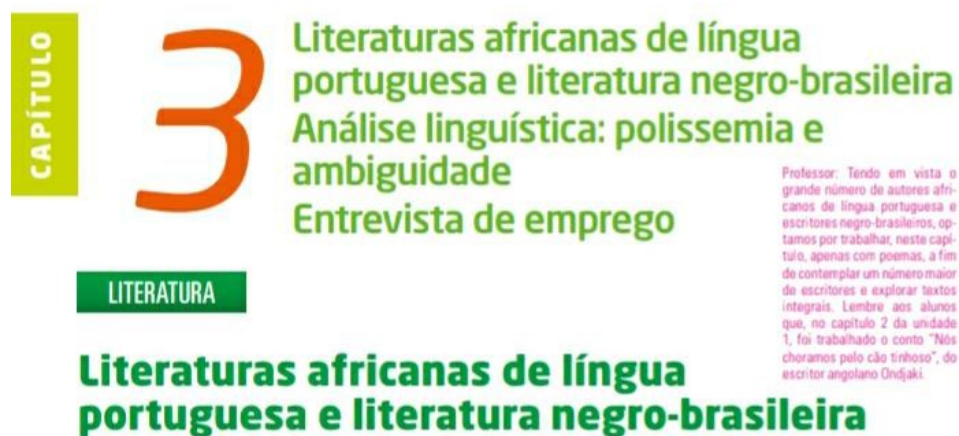 CAPÍTULO
3
Literaturas africanas de língua
portuguesa e literatura negro-brasileira
Análise linguística: polissemia e
ambiguidade
Entrevista de emprego
Professor: Tendo em vista o
grande número de autores afri-
canos de língua portuguesa e
escritores negro-brasileiros, op-
tamos por trabalhar, neste capí-
tulo, apenas com poemas, a fim
de contemplar um número maior
de escritores e explorar textos
integrais. Lembre aos alunos
que, no capítulo 2 da unidade
1, foi trabalhado o conto "Nós
choramos pelo cão tinhoso", do
escritor angolano Ondjaki.
LITERATURA
Literaturas africanas de língua
portuguesa e literatura negro-brasileira